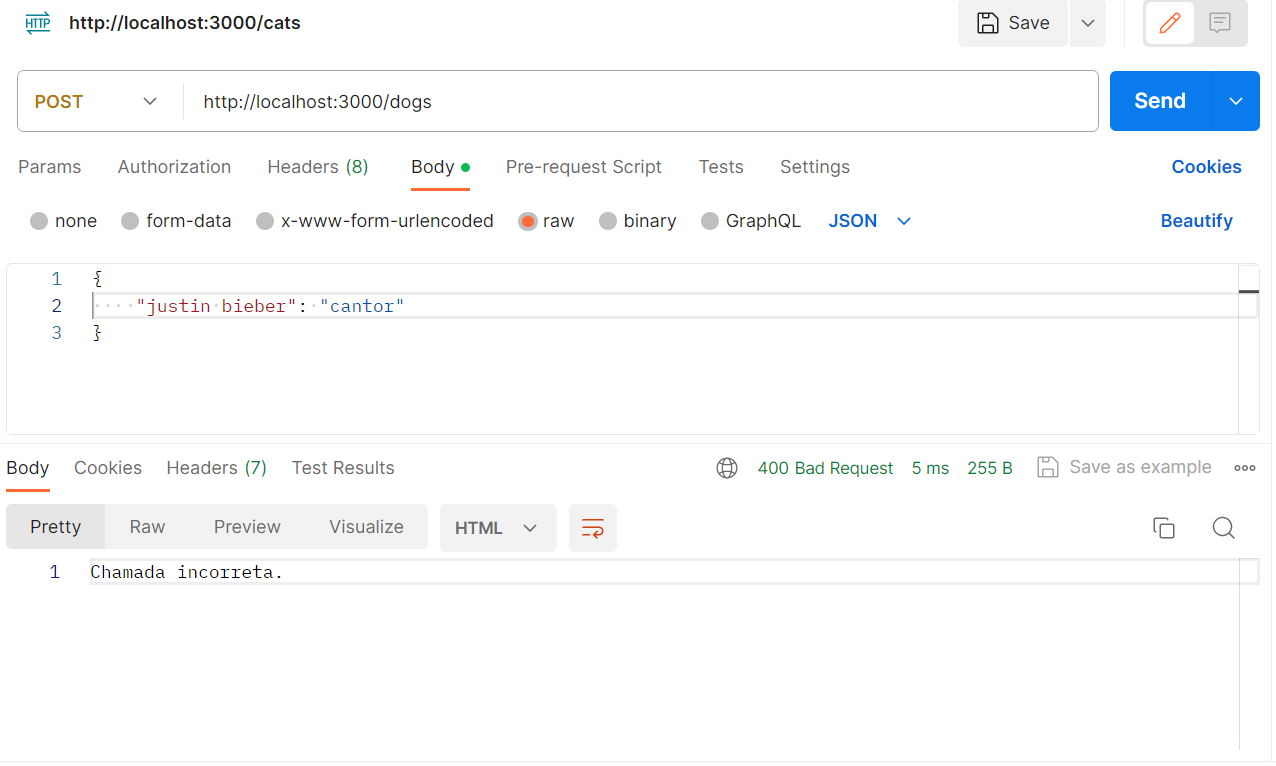 HTTP http://localhost:3000/cats Save
POST http://localhost:3000/dogs Send
Params Authorization Headers (8) Body Pre-request Script Tests Settings Cookies
none form-data x-www-form-urlencoded raw binary GraphQL JSON Beautify
1 {
2 "justin bieber": "cantor"
3 }
Body Cookies Headers (7) Test Results 400 Bad Request 5 ms 255 B Save as example
Pretty Raw Preview Visualize HTML
1 Chamada incorreta.